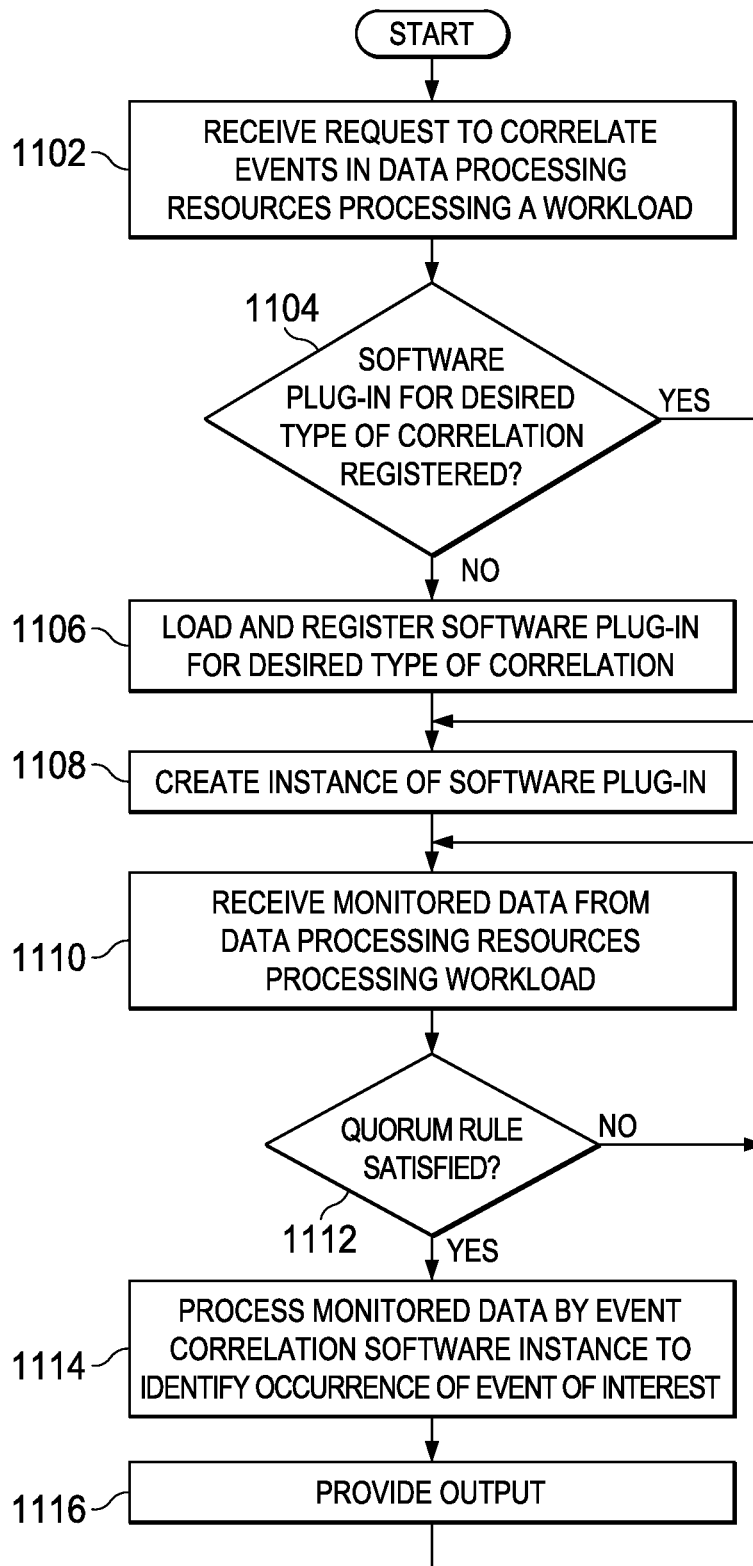 START
1102
RECEIVE REQUEST TO CORRELATE
EVENTS IN DATA PROCESSING
RESOURCES PROCESSING A WORKLOAD
1104
SOFTWARE
PLUG-IN FOR DESIRED
TYPE OF CORRELATION
REGISTERED?
YES
NO
1106
LOAD AND REGISTER SOFTWARE PLUG-IN
FOR DESIRED TYPE OF CORRELATION
1108
CREATE INSTANCE OF SOFTWARE PLUG-IN
1110
RECEIVE MONITORED DATA FROM
DATA PROCESSING RESOURCES
PROCESSING WORKLOAD
QUORUM RULE
SATISFIED?
NO
1112
YES
1114
PROCESS MONITORED DATA BY EVENT
CORRELATION SOFTWARE INSTANCE TO
IDENTIFY OCCURRENCE OF EVENT OF INTEREST
1116
PROVIDE OUTPUT